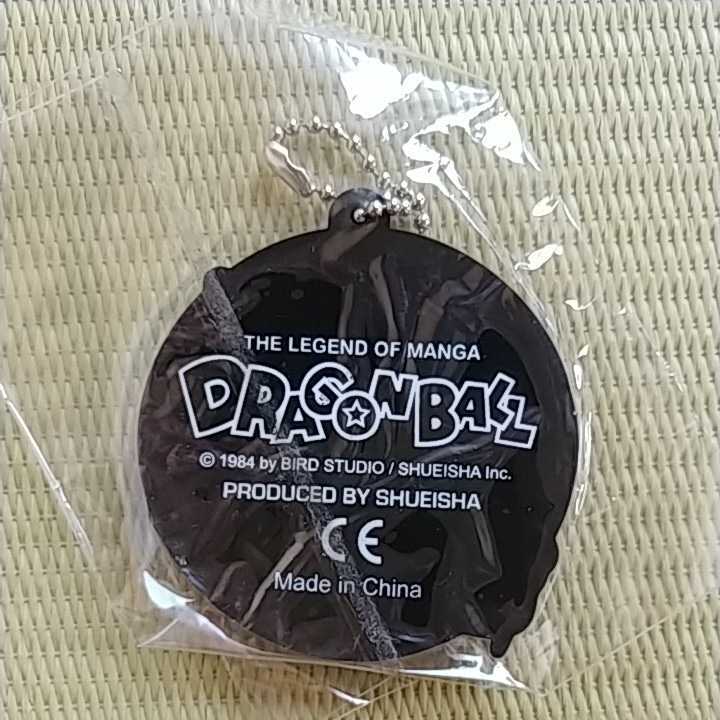 THE LEGEND OF MANGA
DRAGONBALL
© 1984 by BIRD STUDIO / SHUEISHA Inc.
PRODUCED BY SHUEISHA
CE
Made in China